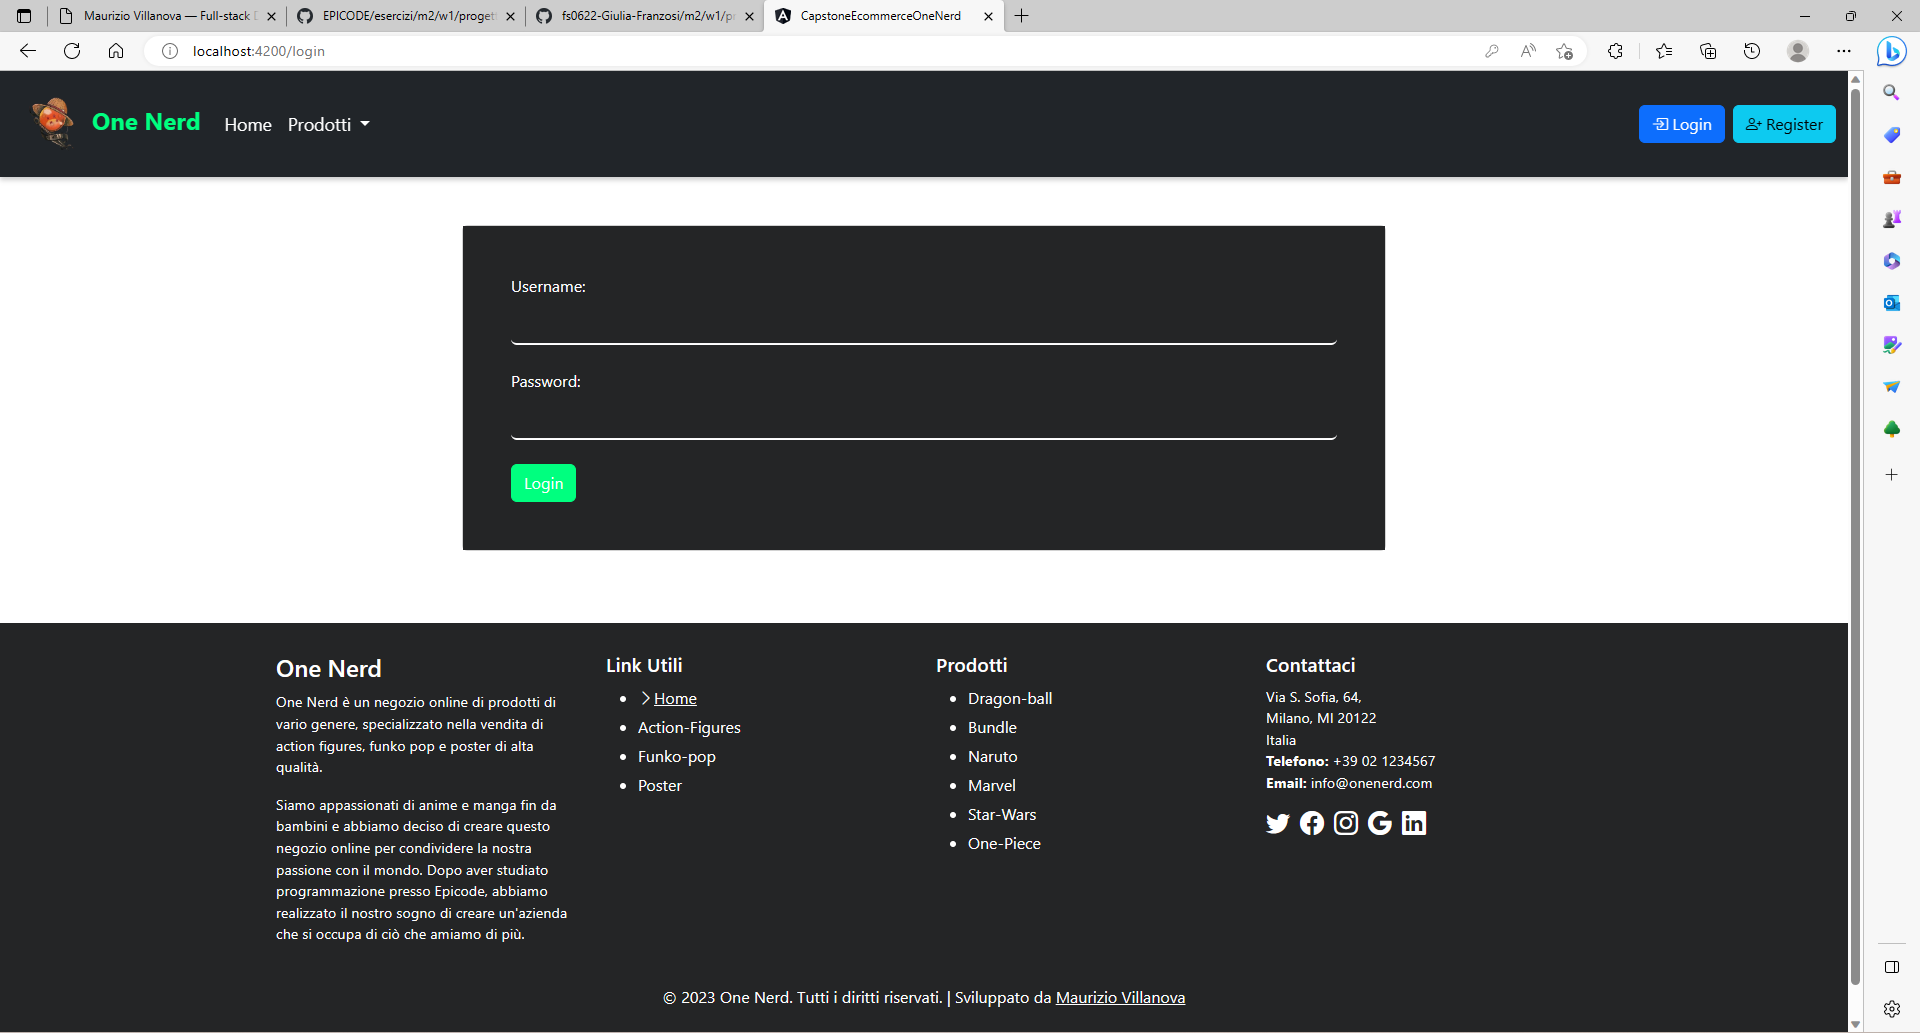 Maurizio Villanova — Full-stack
EPICODE/esercizi/m2/w1/proget
fs0622-Giulia-Franzosi/m2/w1/pr
CapstoneEcommerceOneNerd
localhost:4200/login
One Nerd
Home
Prodotti
Login
Register
Username:
Password:
Login
One Nerd
One Nerd è un negozio online di prodotti di
vario genere, specializzato nella vendita di
action figures, funko pop e poster di alta
qualità.
Siamo appassionati di anime e manga fin da
bambini e abbiamo deciso di creare questo
negozio online per condividere la nostra
passione con il mondo. Dopo aver studiato
programmazione presso Epicode, abbiamo
realizzato il nostro sogno di creare un'azienda
che si occupa di ciò che amiamo di più.
Link Utili
Home
Action-Figures
Funko-pop
Poster
Prodotti
Dragon-ball
Bundle
Naruto
Marvel
Star-Wars
One-Piece
Contattaci
Via S. Sofia, 64,
Milano, MI 20122
Italia
Telefono: +39 02 1234567
Email: info@onenerd.com
© 2023 One Nerd. Tutti i diritti riservati. | Sviluppato da Maurizio Villanova